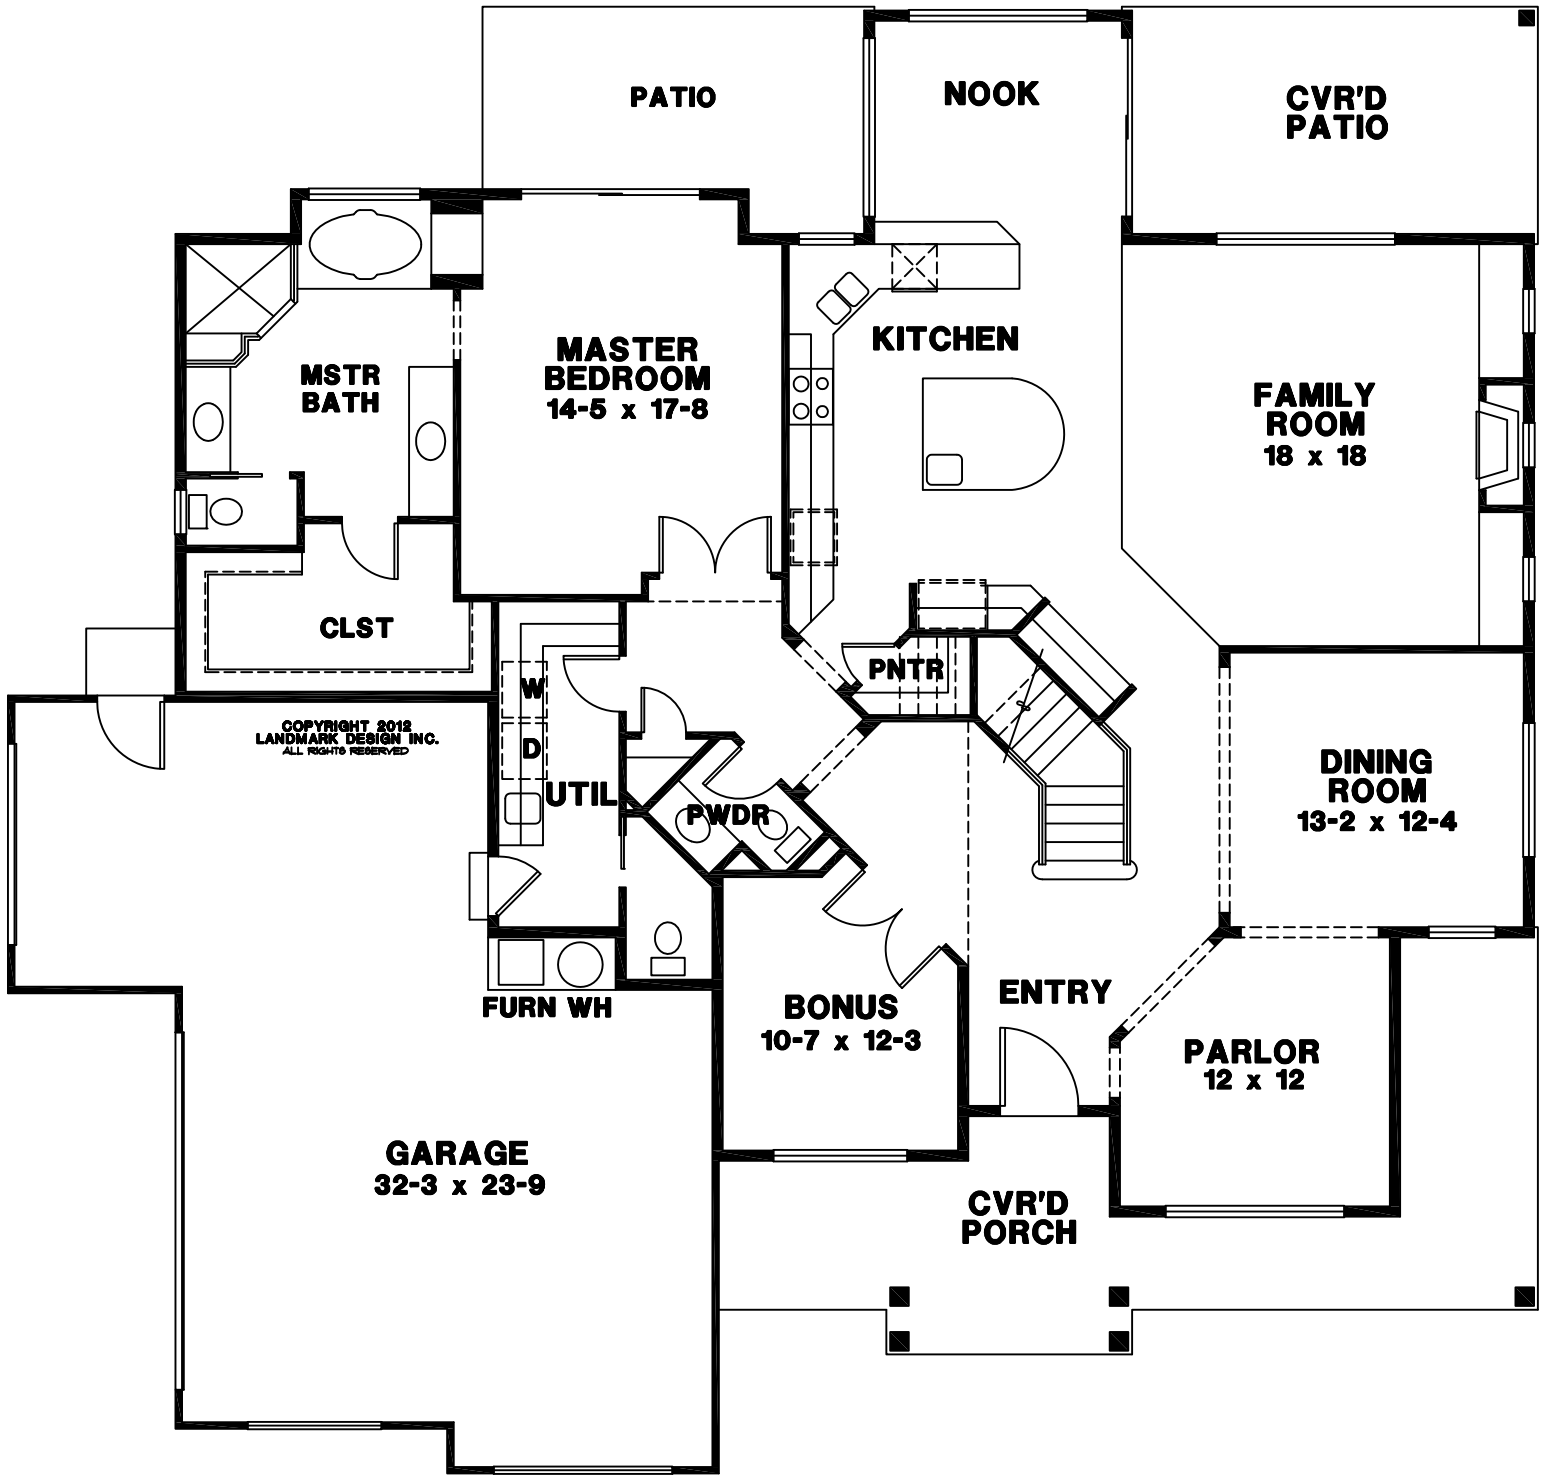 PATIO
NOOK
CVR'D
PATIO
MSTR
BATH
MASTER
BEDROOM
14-5 x 17-8
KITCHEN
FAMILY
ROOM
18 x 18
CLST
PNTR
W
D
UTIL
COPYRIGHT 2012
LANDMARK DESIGN INC.
ALL RIGHTS RESERVED
PWDR
DINING
ROOM
13-2 x 12-4
FURN WH
BONUS
10-7 x 12-3
ENTRY
PARLOR
12 x 12
GARAGE
32-3 x 23-9
CVR'D
PORCH